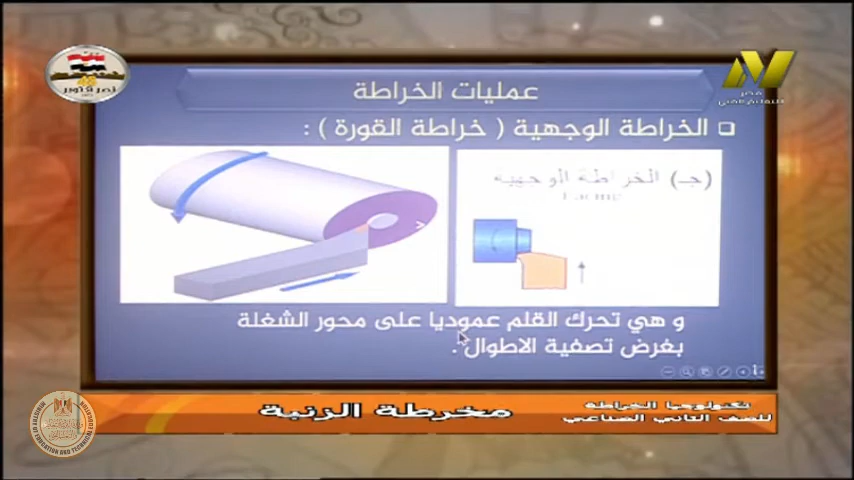 عمليات الخراطة
الخراطة الوجهية ( خراطة القورة ) :
(جـ) الخراطة الوجهية
Facing
و هي تحرك القلم عموديا على محور الشغلة
بغرض تصفية الاطوال .
مخرطة الزنبة
تكنولوجيا الخراطة
للصف الثاني الصناعي
مصر